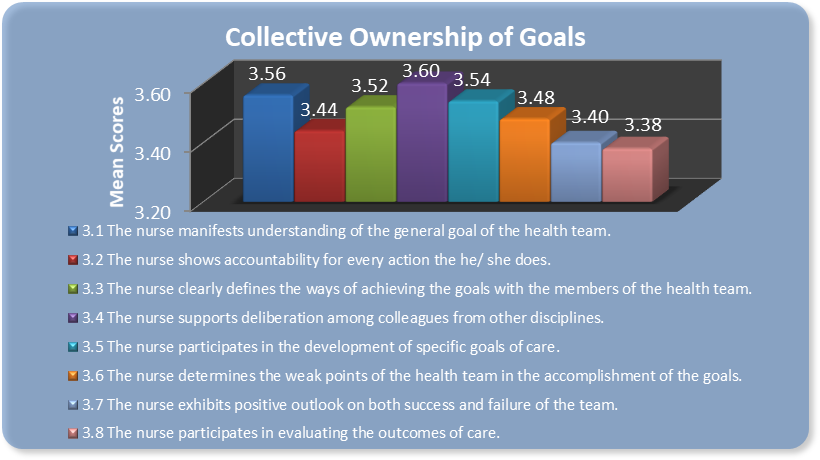 Collective Ownership of Goals
Mean Scores
3.60
3.40
3.20
3.56
3.44
3.52
3.60
3.54
3.48
3.40
3.38
3.1 The nurse manifests understanding of the general goal of the health team.
3.2 The nurse shows accountability for every action the he/ she does.
3.3 The nurse clearly defines the ways of achieving the goals with the members of the health team.
3.4 The nurse supports deliberation among colleagues from other disciplines.
3.5 The nurse participates in the development of specific goals of care.
3.6 The nurse determines the weak points of the health team in the accomplishment of the goals.
3.7 The nurse exhibits positive outlook on both success and failure of the team.
3.8 The nurse participates in evaluating the outcomes of care.